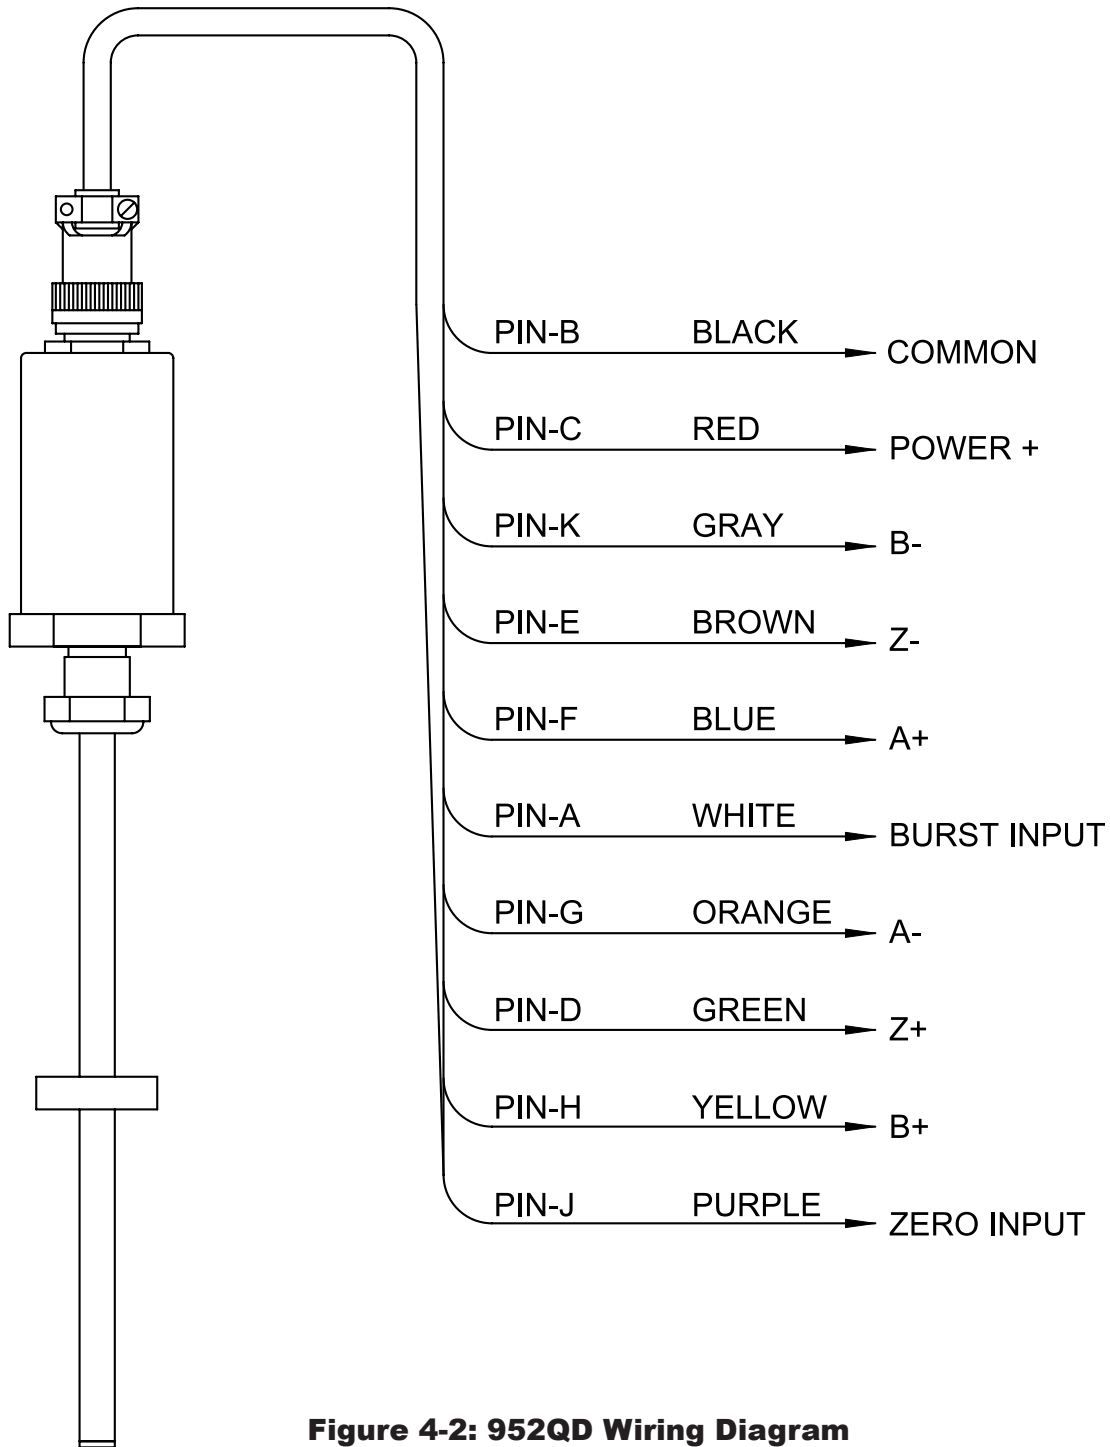 PIN-B BLACK COMMON
PIN-C RED POWER +
PIN-K GRAY B-
PIN-E BROWN Z-
PIN-F BLUE A+
PIN-A WHITE BURST INPUT
PIN-G ORANGE A-
PIN-D GREEN Z+
PIN-H YELLOW B+
PIN-J PURPLE ZERO INPUT
Figure 4-2: 952QD Wiring Diagram